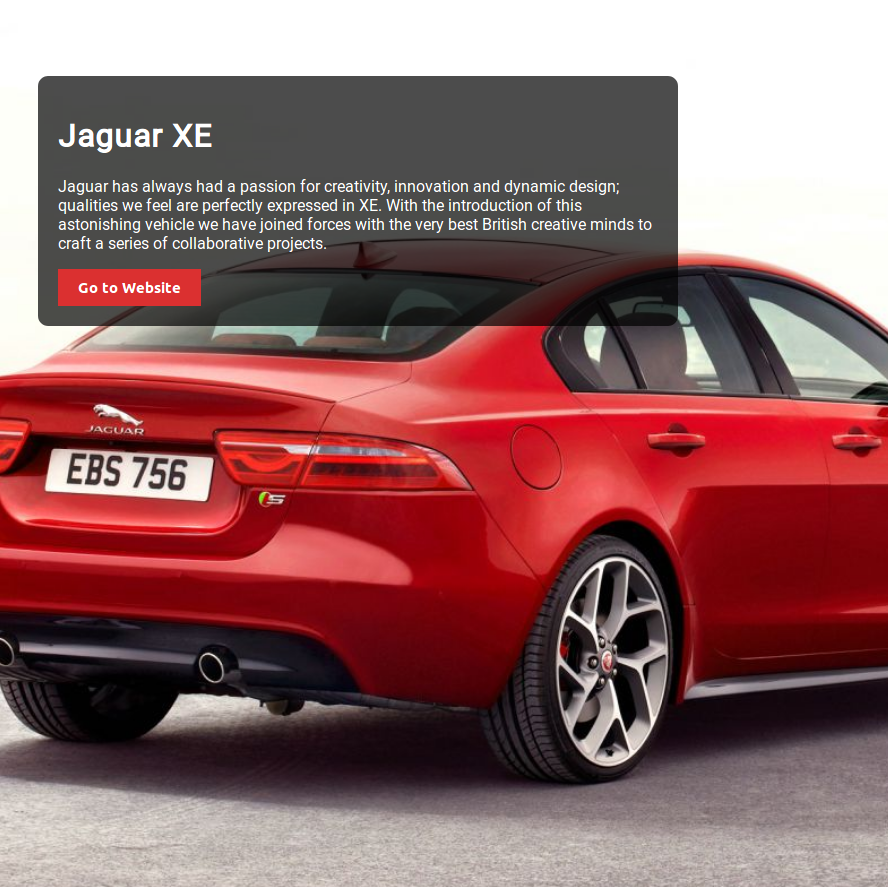 Jaguar XE
Jaguar has always had a passion for creativity, innovation and dynamic design;
qualities we feel are perfectly expressed in XE. With the introduction of this
astonishing vehicle we have joined forces with the very best British creative minds to
craft a series of collaborative projects.
Go to Website
JAGUAR
EBS 756
S